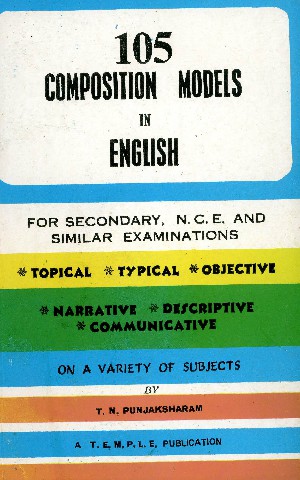 105
COMPOSITION MODELS
IN
ENGLISH
FOR SECONDARY, N.C.E. AND
SIMILAR EXAMINATIONS
* TOPICAL * TYPICAL * OBJECTIVE
* NARRATIVE * DESCRIPTIVE
* COMMUNICATIVE
ON A VARIETY OF SUBJECTS
BY
T. N. PUNJAKSHARAM
A T.E.M.P.L.E. PUBLICATION